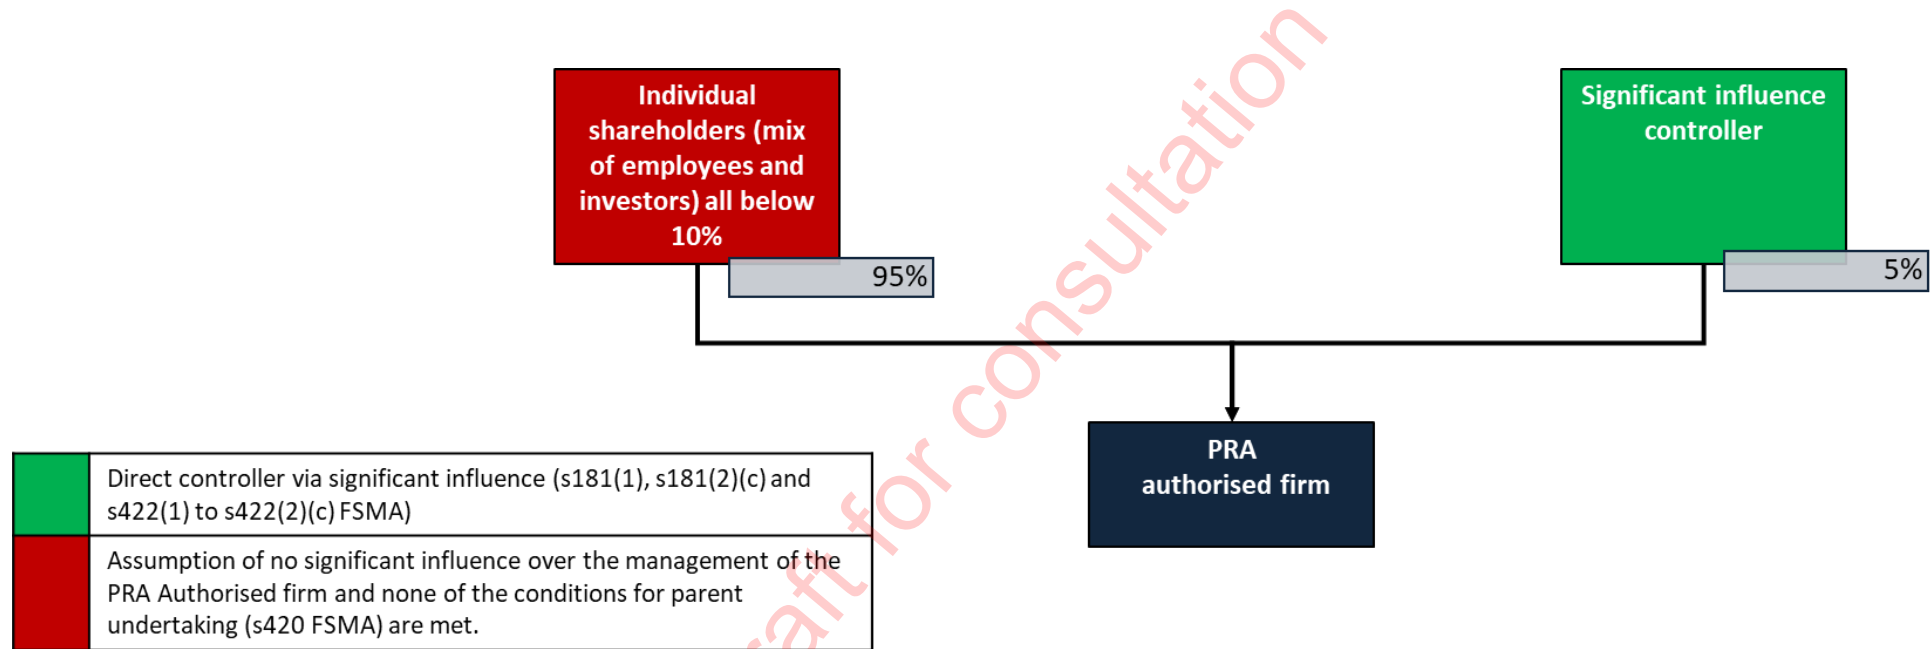 Individual
shareholders (mix
of employees and
investors) all below
10%
95%
Significant influence
controller
5%
PRA
authorised firm
Direct controller via significant influence (s181(1), s181(2)(c) and
s422(1) to s422(2)(c) FSMA)
Assumption of no significant influence over the management of the
PRA Authorised firm and none of the conditions for parent
undertaking (s420 FSMA) are met.
raft for consultation